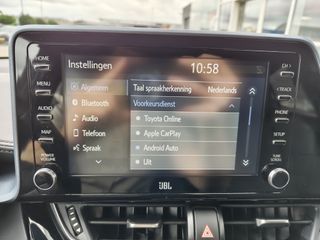 HOME
MENU
AUDIO
MAP
POWER
VOLUME
Instellingen
10:58
Algemeen
Bluetooth
Audio
Telefoon
Spraak
Taal spraakherkenning Nederlands
Voorkeursdienst
Toyota Online
Apple CarPlay
Android Auto
Uit
CH
TRACK
PHONE
SETUP
TUNE
SCROLL
JBL